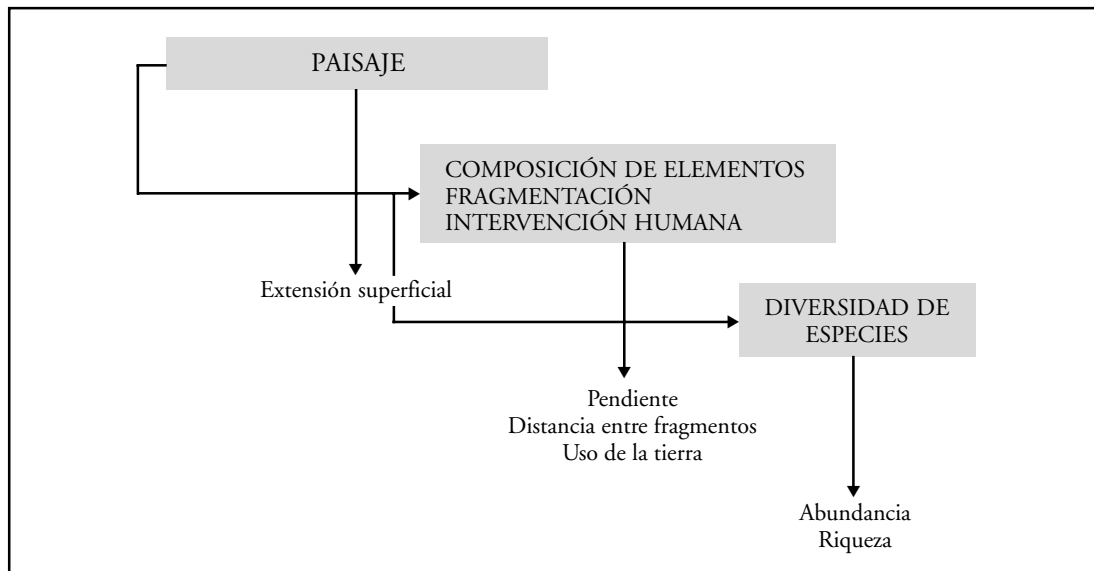 PAISAJE
COMPOSICIÓN DE ELEMENTOS
FRAGMENTACIÓN
INTERVENCIÓN HUMANA
Extensión superficial
DIVERSIDAD DE
ESPECIES
Pendiente
Distancia entre fragmentos
Uso de la tierra
Abundancia
Riqueza